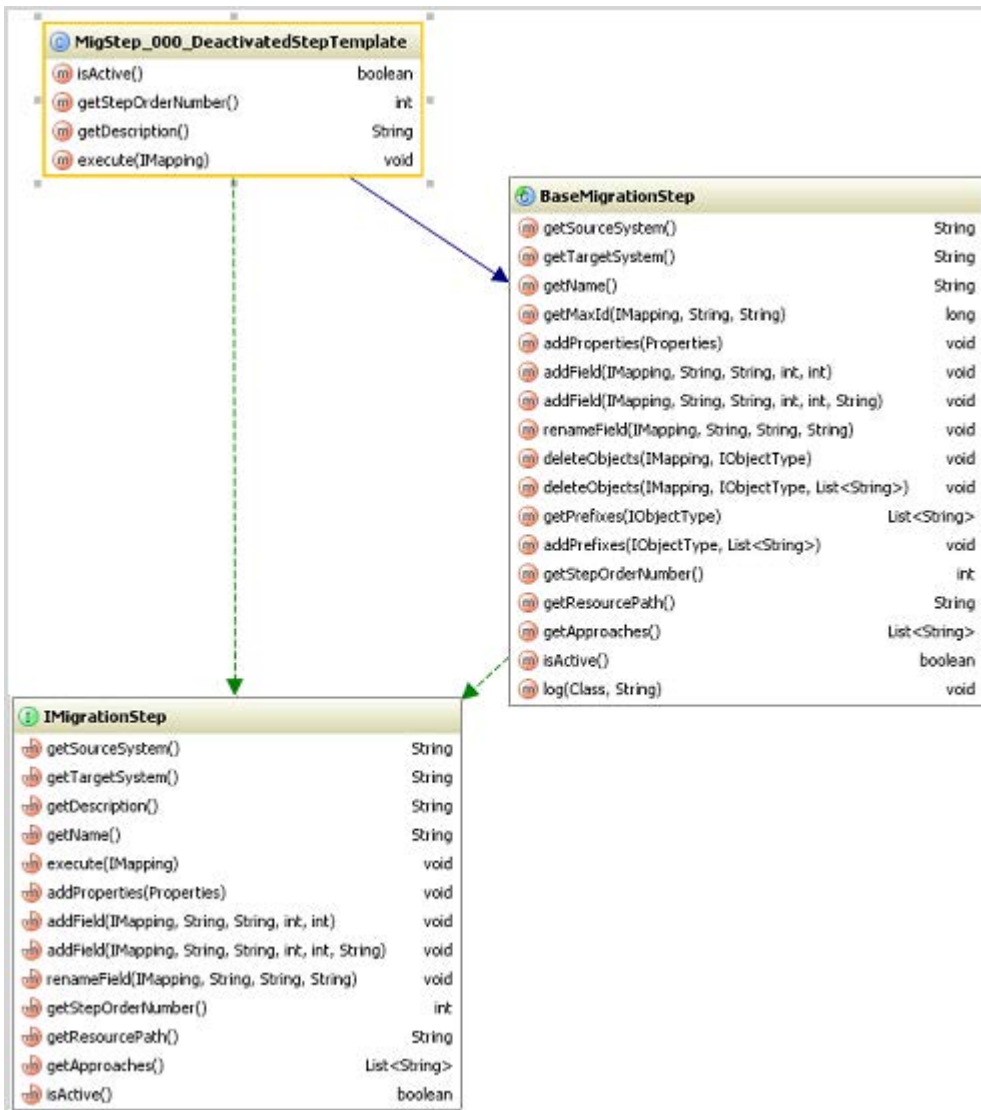 MigStep_000_DeactivatedStepTemplate
isActive() boolean
getStepOrderNumber() int
getDescription() String
execute(IMapping) void
BaseMigrationStep
getSourceSystem() String
getTargetSystem() String
getName() String
getMaxId(IMapping, String, String) long
addProperties(Properties) void
addField(IMapping, String, String, int, int) void
addField(IMapping, String, String, int, int, String) void
renameField(IMapping, String, String, String) void
deleteObjects(IMapping, IObjectType) void
deleteObjects(IMapping, IObjectType, List<String>) void
getPrefixes(IObjectType) List<String>
addPrefixes(IObjectType, List<String>) void
getStepOrderNumber() int
getResourcePath() String
getApproaches() List<String>
isActive() boolean
log(Class, String) void
IMigrationStep
getSourceSystem() String
getTargetSystem() String
getDescription() String
getName() String
execute(IMapping) void
addProperties(Properties) void
addField(IMapping, String, String, int, int) void
addField(IMapping, String, String, int, int, String) void
renameField(IMapping, String, String, String) void
getStepOrderNumber() int
getResourcePath() String
getApproaches() List<String>
isActive() boolean